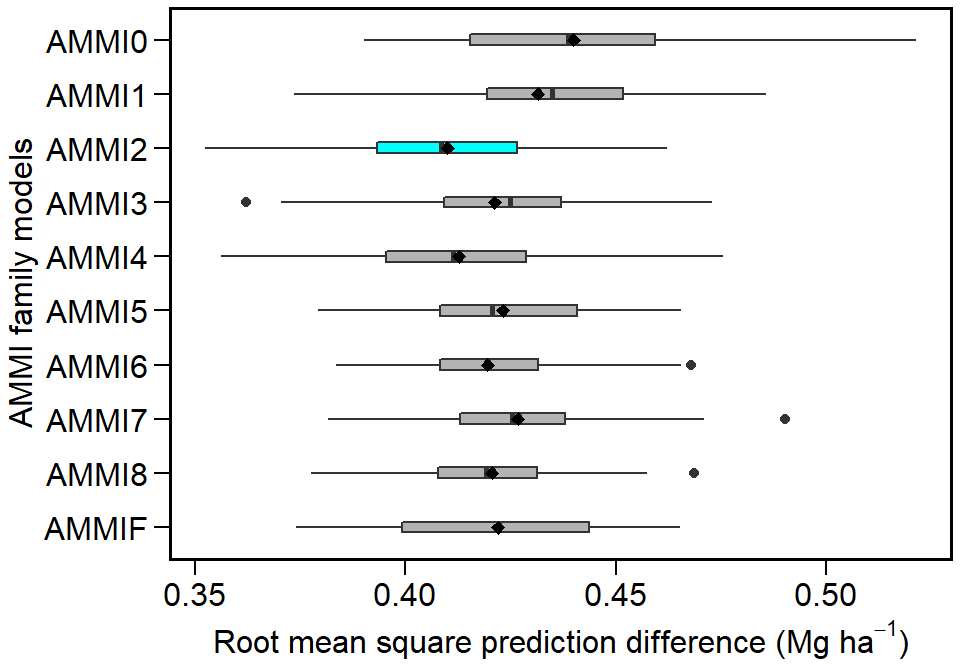 AMMI family models
AMMI0
AMMI1
AMMI2
AMMI3
AMMI4
AMMI5
AMMI6
AMMI7
AMMI8
AMMIF
0.35 0.40 0.45 0.50
Root mean square prediction difference (Mg ha⁻¹)